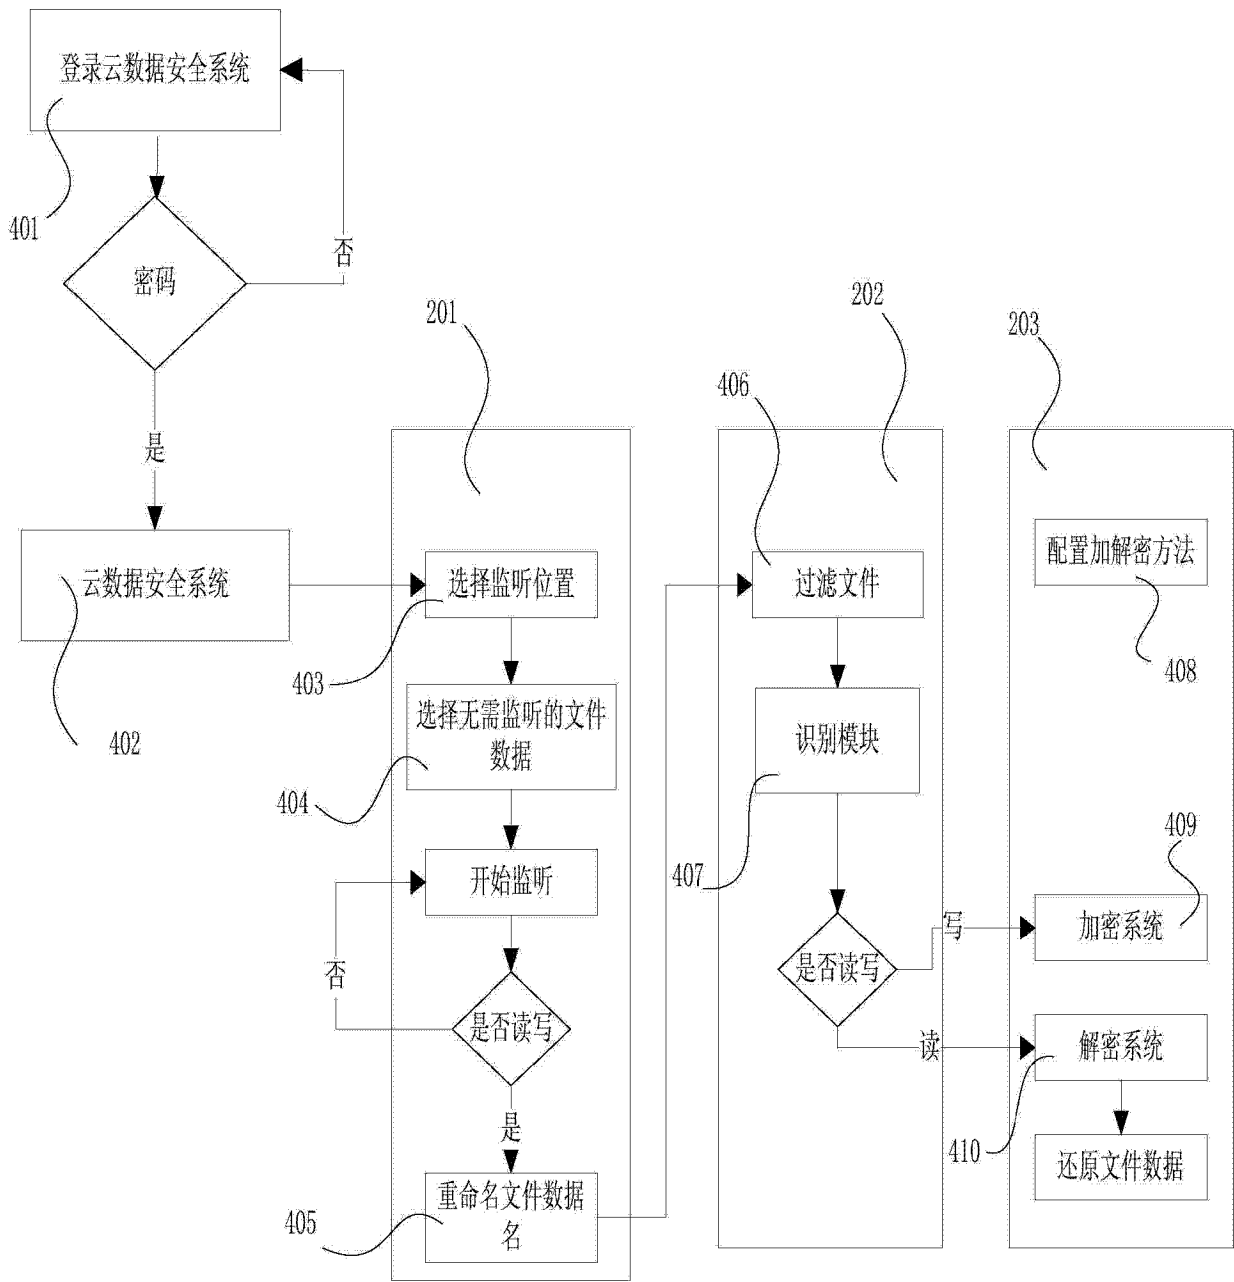 登录云数据安全系统
401
密码
否
是
云数据安全系统
402
201
选择监听位置
403
选择无需监听的文件
数据
404
开始监听
否
是否读写
是
重命名文件数据
名
405
202
406
过滤文件
识别模块
407
是否读写
写
读
203
配置加解密方法
408
409
加密系统
解密系统
410
还原文件数据